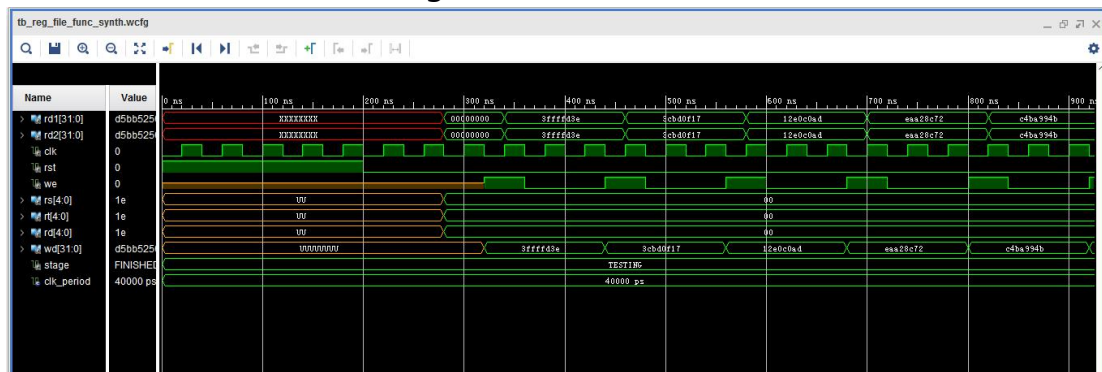 tb_reg_file_func_synth.wcfg
Name Value 0 ns 100 ns 200 ns 300 ns 400 ns 500 ns 600 ns 700 ns 800 ns 900 n
rd1[31:0] d5bb525 XXXXXXXX 00000000 3ffffd3e 3cbd0f17 12e0c0ad eaa28c72 c4ba994b
rd2[31:0] d5bb525 XXXXXXXX 00000000 3ffffd3e 3cbd0f17 12e0c0ad eaa28c72 c4ba994b
clk 0
rst 0
we 0
rs[4:0] 1e UU 00
rt[4:0] 1e UU 00
rd[4:0] 1e UU 00
wd[31:0] d5bb525 UUUUUUUU 3ffffd3e 3cbd0f17 12e0c0ad eaa28c72 c4ba994b
stage FINISHED TESTING
clk_period 40000 ps 40000 ps